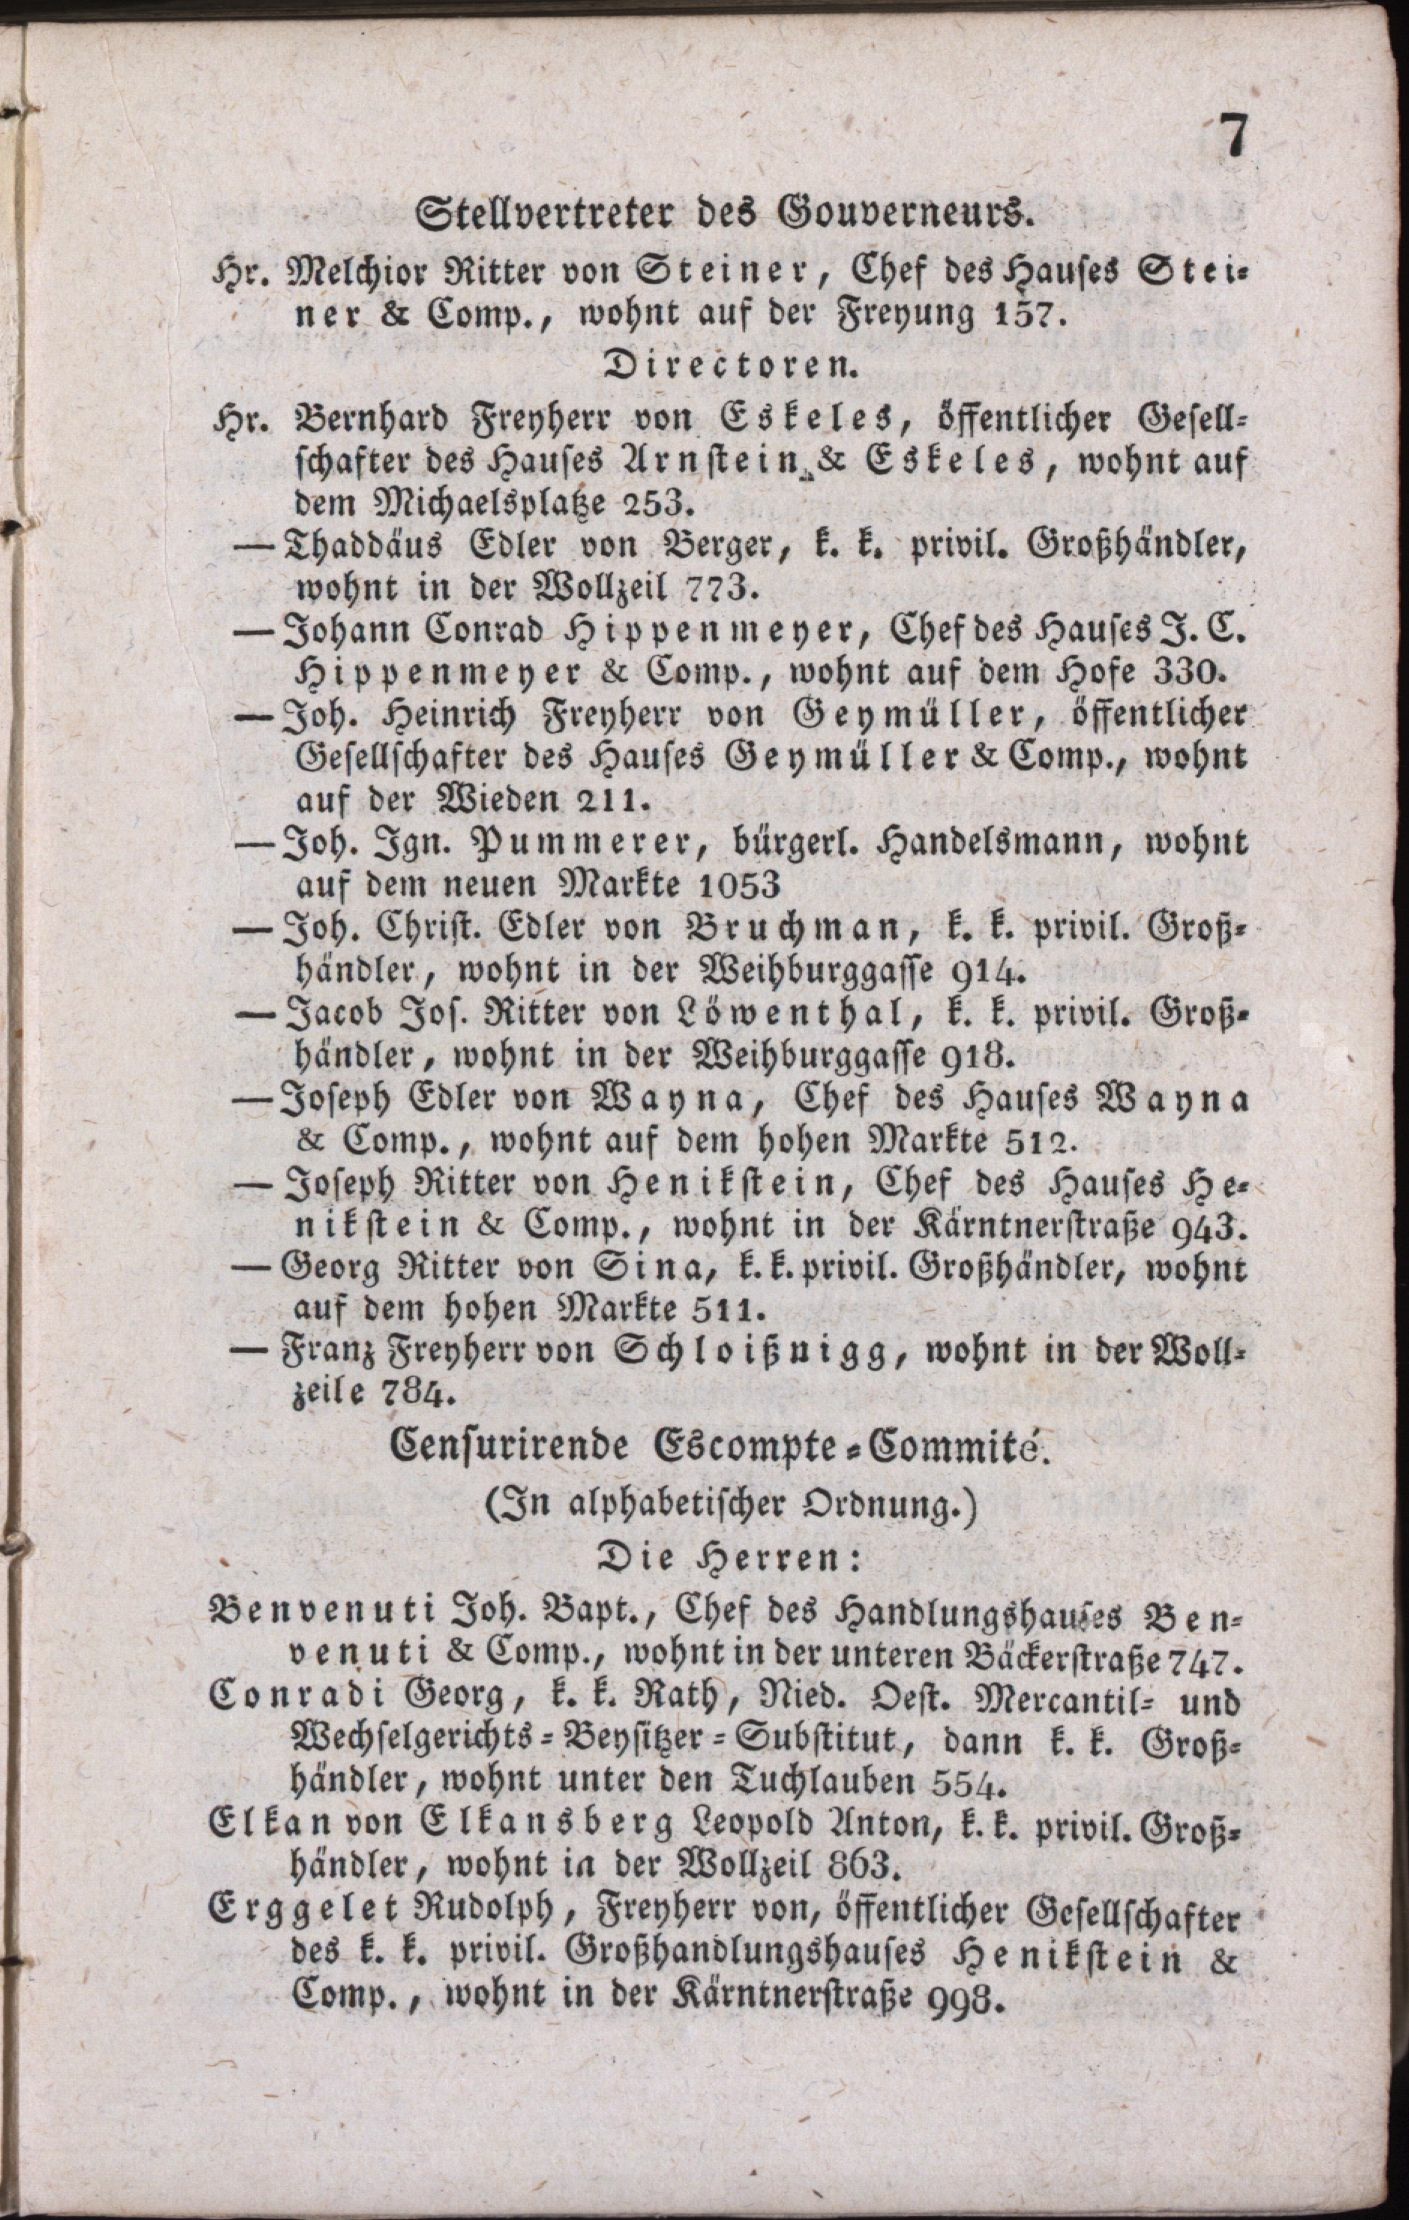 7
Stellvertreter des Gouverneurs.
Hr. Melchior Ritter von Steiner, Chef des Hauses Stei-
ner & Comp., wohnt auf der Freyung 157.
Directoren.
Hr. Bernhard Freyherr von Eskeles, öffentlicher Gesell-
schafter des Hauses Arnstein & Eskeles, wohnt auf
dem Michaelsplatze 253.
— Thaddäus Edler von Berger, k. k. privil. Großhändler,
wohnt in der Wollzeil 773.
— Johann Conrad Hippenmeyer, Chef des Hauses J. C.
Hippenmeyer & Comp., wohnt auf dem Hofe 330.
— Joh. Heinrich Freyherr von Geymüller, öffentlicher
Gesellschafter des Hauses Geymüller & Comp., wohnt
auf der Wieden 211.
— Joh. Ign. Pummerer, bürgerl. Handelsmann, wohnt
auf dem neuen Markte 1053
— Joh. Christ. Edler von Bruchman, k. k. privil. Groß-
händler, wohnt in der Weihburggasse 914.
— Jacob Jos. Ritter von Löwenthal, k. k. privil. Groß-
händler, wohnt in der Weihburggasse 918.
— Joseph Edler von Wayna, Chef des Hauses Wayna
& Comp., wohnt auf dem hohen Markte 512.
— Joseph Ritter von Henikstein, Chef des Hauses He-
nikstein & Comp., wohnt in der Kärntnerstraße 943.
— Georg Ritter von Sina, k. k. privil. Großhändler, wohnt
auf dem hohen Markte 511.
— Franz Freyherr von Schloißnigg, wohnt in der Woll-
zeile 784.
Censurirende Escompte-Commité.
(In alphabetischer Ordnung.)
Die Herren:
Benvenuti Joh. Bapt., Chef des Handlungshauses Ben-
venuti & Comp., wohnt in der unteren Bäckerstraße 747.
Conradi Georg, k. k. Rath, Nied. Oest. Mercantil- und
Wechselgerichts-Beysitzer-Substitut, dann k. k. Groß-
händler, wohnt unter den Tuchlauben 554.
Elkan von Elkansberg Leopold Anton, k. k. privil. Groß-
händler, wohnt in der Wollzeil 863.
Erggelet Rudolph, Freyherr von, öffentlicher Gesellschafter
des k. k. privil. Großhandlungshauses Henikstein &
Comp., wohnt in der Kärntnerstraße 998.